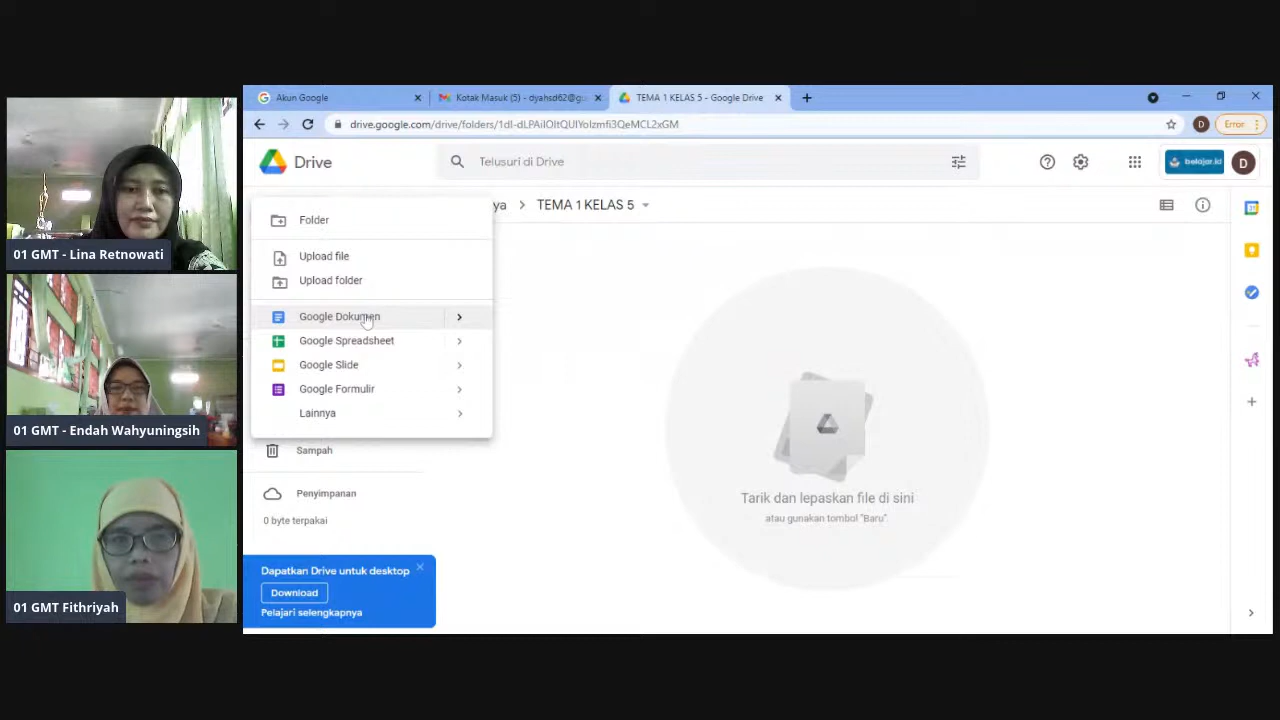 Akun Google
Kotak Masuk (5) - dyahsd62@g
TEMA 1 KELAS 5 - Google Drive
drive.google.com/drive/folders/
D
Error
Drive
Telusuri di Drive
belajar.id
D
Folder
ya
TEMA 1 KELAS 5
Upload file
Upload folder
Google Dokumen
Google Spreadsheet
Google Slide
Google Formulir
Lainnya
Sampah
Penyimpanan
0 byte terpakai
Tarik dan lepaskan file di sini
atau gunakan tombol "Baru".
Dapatkan Drive untuk desktop
Download
Pelajari selengkapnya
01 GMT - Lina Retnowati
01 GMT - Endah Wahyuningsih
01 GMT Fithriyah